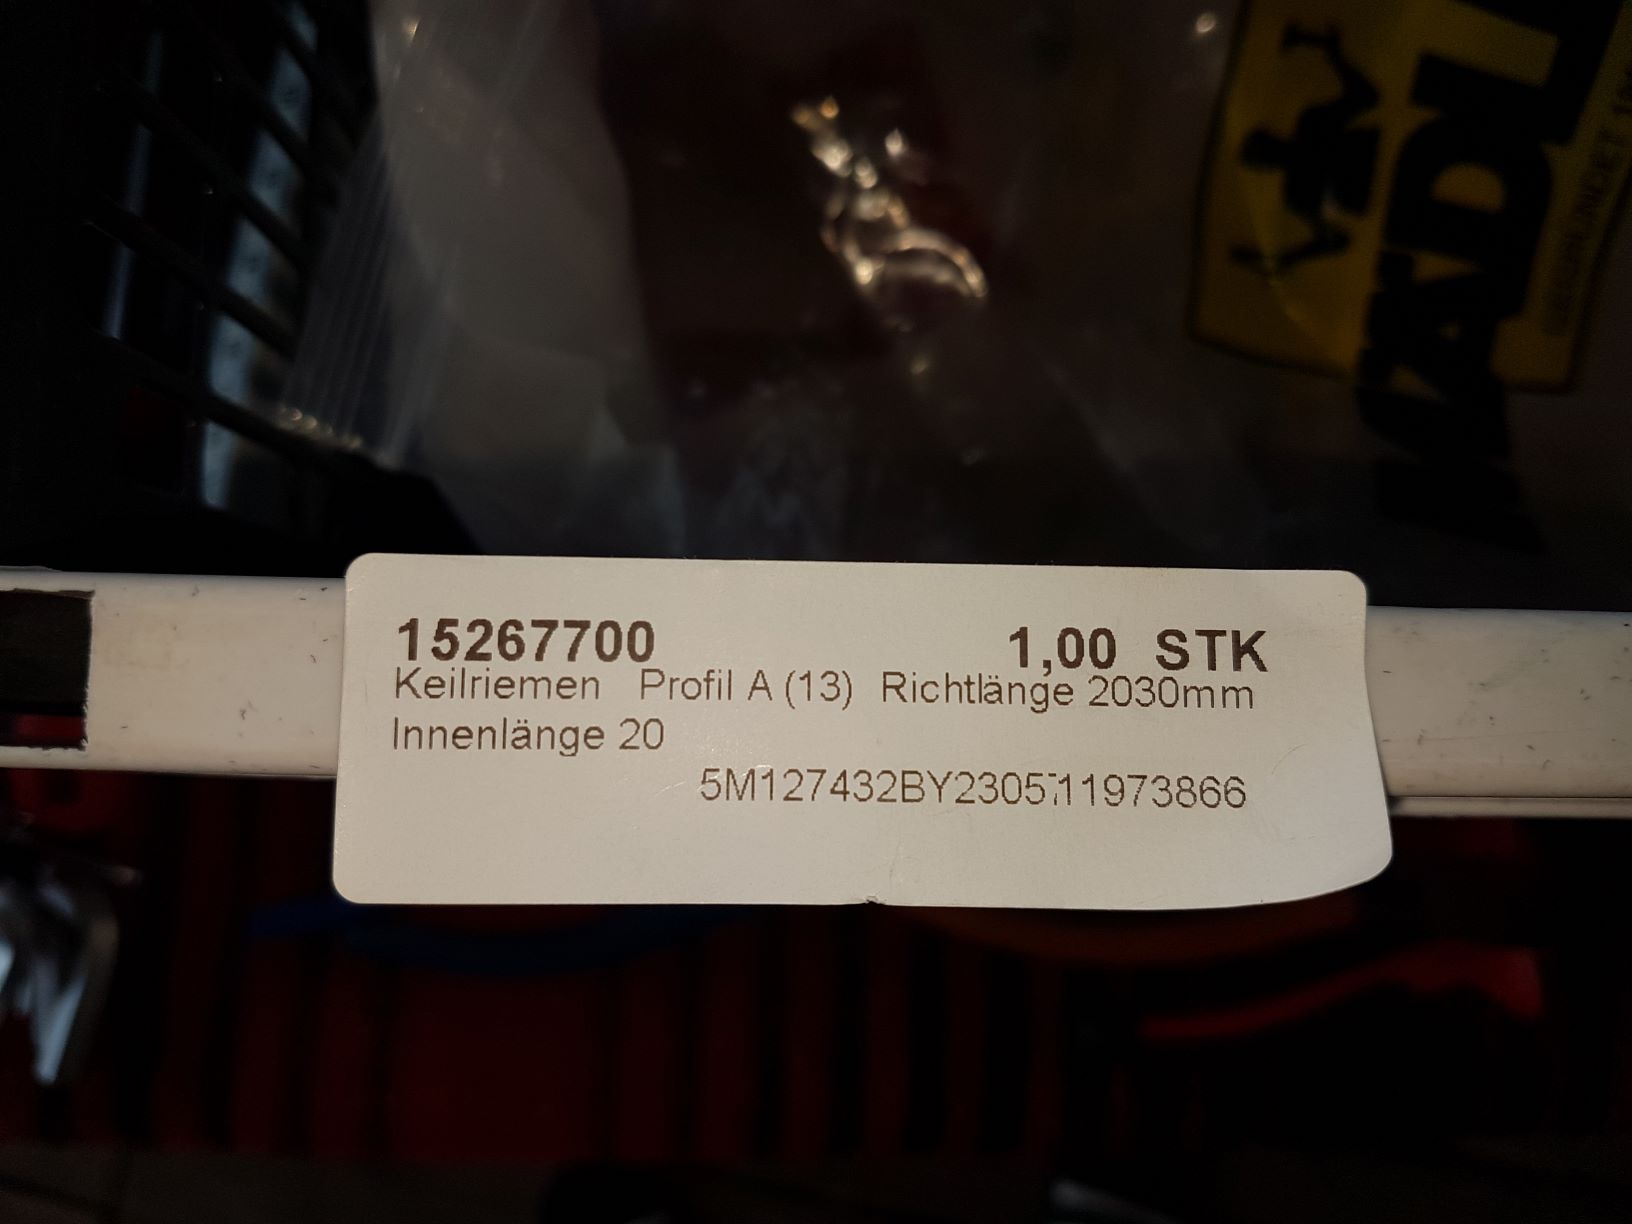 15267700 1,00 STK
Keilriemen Profil A (13) Richtlänge 2030mm
Innenlänge 20